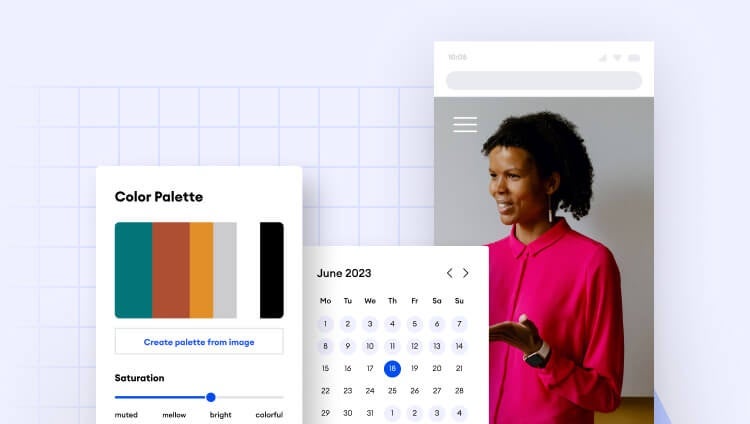 10:08
Color Palette
Create palette from image
Saturation
muted mellow bright colorful
June 2023
Mo Tu We Th Fr Sa Su
1 2 3 4 5 6 7
8 9 10 11 12 13 14
15 16 17 18 19 20 21
22 23 24 25 26 27 28
29 30 31 1 2 3 4